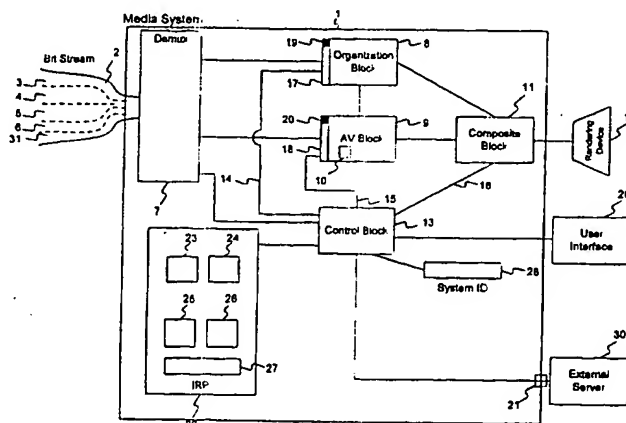 Media System
1
Bit Stream
2
Demux
19
Organization
Block
8
3
4
5
6
31
17
11
20
AV Block
9
Composite
Block
Rendering
Device
18
10
14
15
16
7
13
Control Block
User
Interface
23
24
28
System ID
25
26
27
30
IRP
21
External
Server